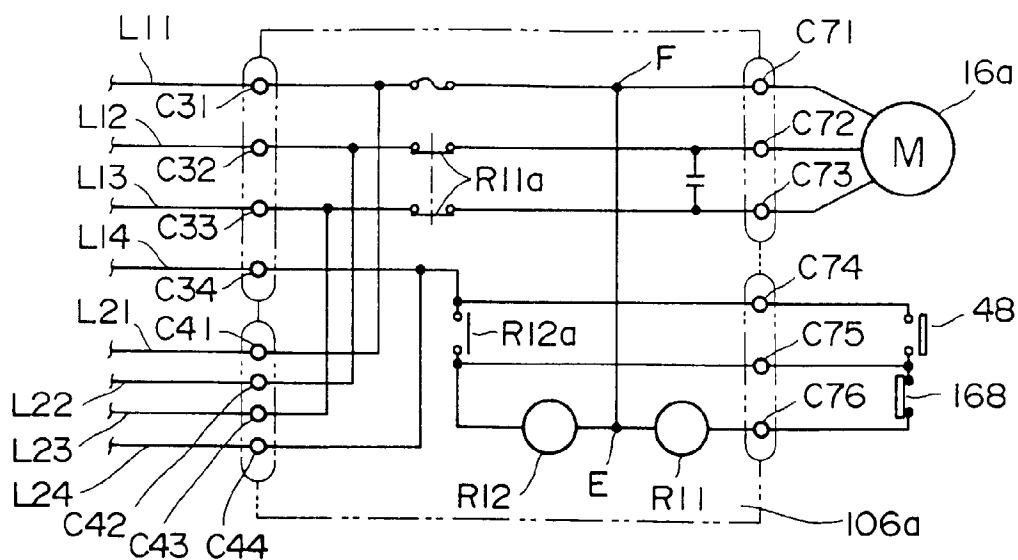 L11
C31
F
C71
16a
L12
C32
C72
M
L13
R11a
C33
C73
L14
C34
C74
L21
C41
R12a
C75
48
L22
C76
168
L23
L24
R12
E
R11
C42
C43
C44
106a